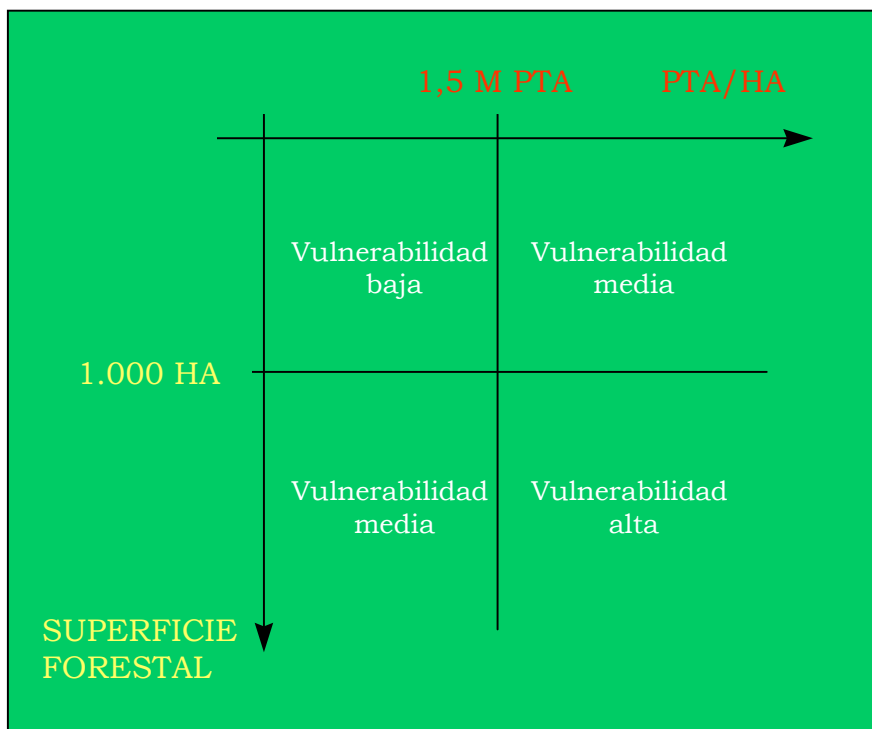 1,5 M PTA PTA/HA
Vulnerabilidad
baja
Vulnerabilidad
media
1.000 HA
Vulnerabilidad
media
Vulnerabilidad
alta
SUPERFICIE
FORESTAL